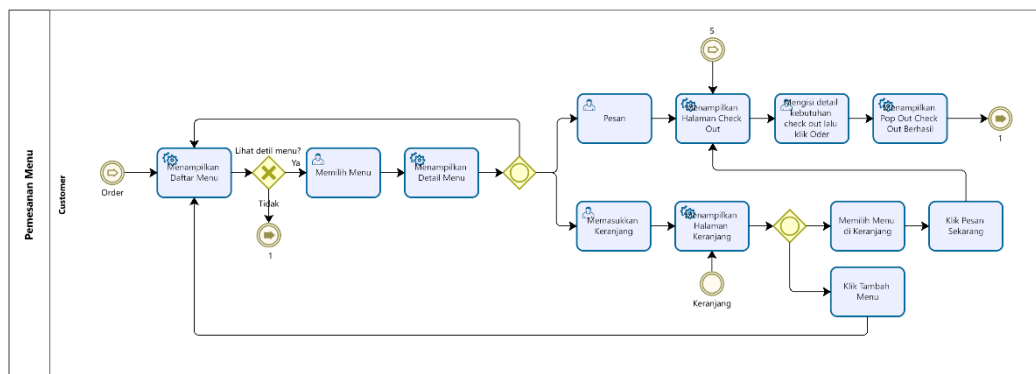 Pemesanan Menu
Customer
Order
Menampilkan
Daftar Menu
Lihat detil menu?
Ya
Tidak
1
Memilih Menu
Menampilkan
Detail Menu
Pesan
5
Menampilkan
Halaman Check
Out
Mengisi detail
kebutuhan
check out lalu
klik Order
Menampilkan
Pop Out Check
Out Berhasil
1
Memasukkan
Keranjang
Menampilkan
Halaman
Keranjang
Keranjang
Memilih Menu
di Keranjang
Klik Pesan
Sekarang
Klik Tambah
Menu